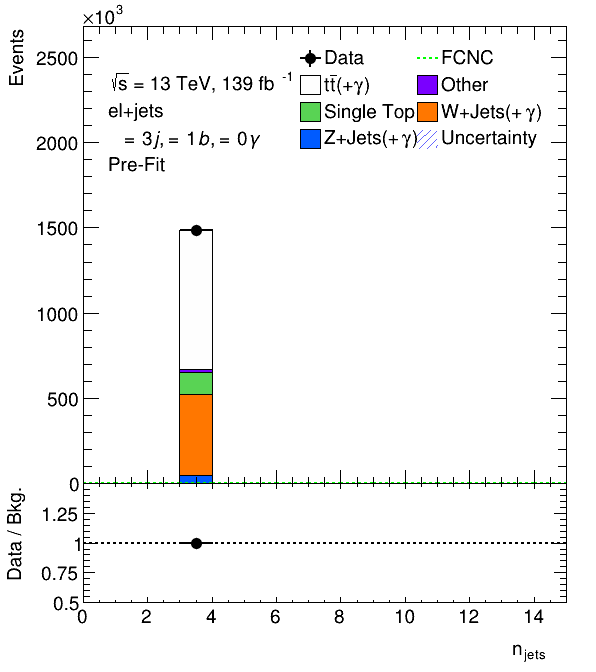 ×10³
Events
2500
2000
1500
1000
500
0
√s = 13 TeV, 139 fb⁻¹
el+jets
= 3j, = 1b, = 0γ
Pre-Fit
Data
FCNC
tt̄(+γ)
Other
Single Top
W+Jets(+γ)
Z+Jets(+γ)
Uncertainty
Data / Bkg.
1.25
1
0.75
0.5
0 2 4 6 8 10 12 14
n_jets